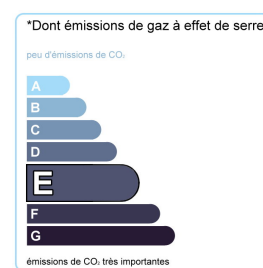 *Dont émissions de gaz à effet de serre
peu d'émissions de CO₂
A
B
C
D
E
F
G
émissions de CO₂ très importantes